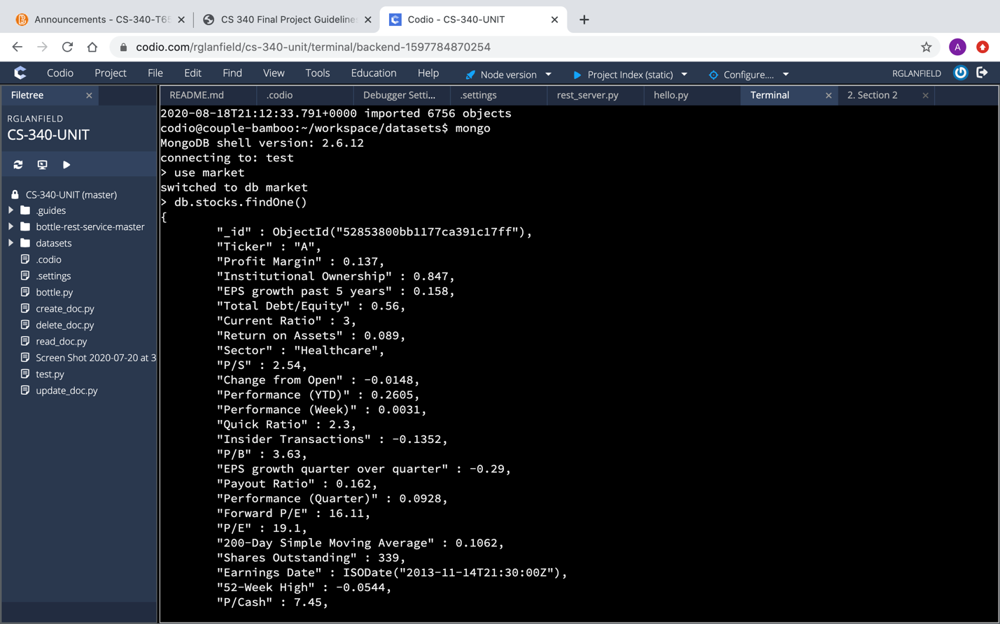 Announcements - CS-340-T65
CS 340 Final Project Guideline
Codio - CS-340-UNIT
codio.com/rglanfield/cs-340-unit/terminal/backend-1597784870254
A
Codio Project File Edit Find View Tools Education Help Node version Project Index (static) Configure.... RGLANFIELD
Filetree
README.md .codio Debugger Setti... .settings rest_server.py hello.py Terminal 2. Section 2
RGLANFIELD
CS-340-UNIT
CS-340-UNIT (master)
.guides
bottle-rest-service-master
datasets
.codio
.settings
bottle.py
create_doc.py
delete_doc.py
read_doc.py
Screen Shot 2020-07-20 at 3
test.py
update_doc.py
2020-08-18T21:12:33.791+0000 imported 6756 objects
codio@couple-bamboo:~/workspace/datasets$ mongo
MongoDB shell version: 2.6.12
connecting to: test
> use market
switched to db market
> db.stocks.findOne()
{
"_id" : ObjectId("52853800bb1177ca391c17ff"),
"Ticker" : "A",
"Profit Margin" : 0.137,
"Institutional Ownership" : 0.847,
"EPS growth past 5 years" : 0.158,
"Total Debt/Equity" : 0.56,
"Current Ratio" : 3,
"Return on Assets" : 0.089,
"Sector" : "Healthcare",
"P/S" : 2.54,
"Change from Open" : -0.0148,
"Performance (YTD)" : 0.2605,
"Performance (Week)" : 0.0031,
"Quick Ratio" : 2.3,
"Insider Transactions" : -0.1352,
"P/B" : 3.63,
"EPS growth quarter over quarter" : -0.29,
"Payout Ratio" : 0.162,
"Performance (Quarter)" : 0.0928,
"Forward P/E" : 16.11,
"P/E" : 19.1,
"200-Day Simple Moving Average" : 0.1062,
"Shares Outstanding" : 339,
"Earnings Date" : ISODate("2013-11-14T21:30:00Z"),
"52-Week High" : -0.0544,
"P/Cash" : 7.45,